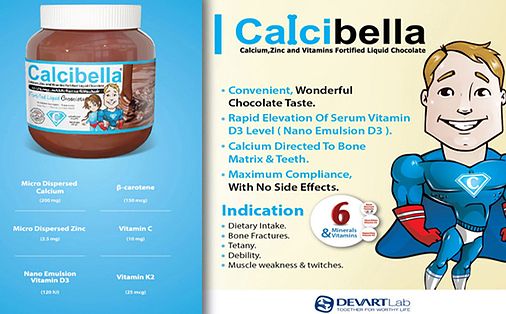 Calcibella
Fortified Liquid Chocolate
Micro Dispersed
Calcium
(200 mg)
β-carotene
(150 mcg)
Micro Dispersed Zinc
(2.5 mg)
Vitamin C
(10 mg)
Nano Emulsion
Vitamin D3
(120 IU)
Vitamin K2
(25 mcg)
Calcibella
Calcium,Zinc and Vitamins Fortified Liquid Chocolate
• Convenient, Wonderful
Chocolate Taste.
• Rapid Elevation Of Serum Vitamin
D3 Level ( Nano Emulsion D3 ).
• Calcium Directed To Bone
Matrix & Teeth.
• Maximum Compliance,
With No Side Effects.
Indication
• Dietary Intake.
• Bone Fractures.
• Tetany.
• Debility.
• Muscle weakness & twitches.
6
Minerals
& Vitamins
C
DEVARTLAB
TOGETHER FOR WORTHY LIFE